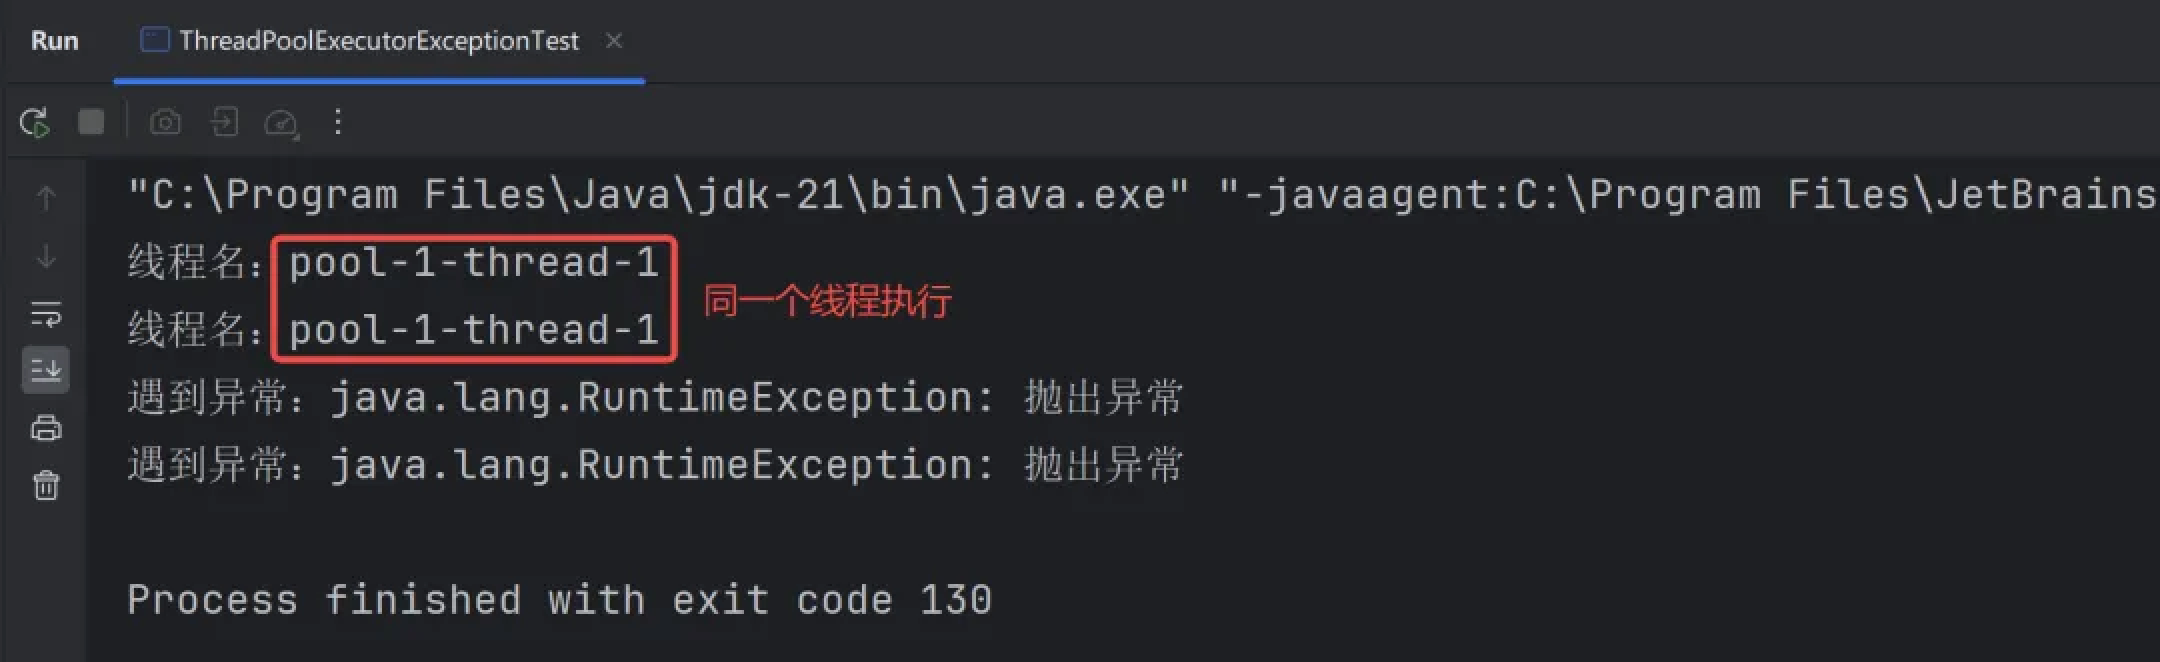 Run ThreadPoolExecutorExceptionTest
"C:\Program Files\Java\jdk-21\bin\java.exe" "-javaagent:C:\Program Files\JetBrains
线程名：pool-1-thread-1
同一个线程执行
线程名：pool-1-thread-1
遇到异常：java.lang.RuntimeException: 抛出异常
遇到异常：java.lang.RuntimeException: 抛出异常
Process finished with exit code 130